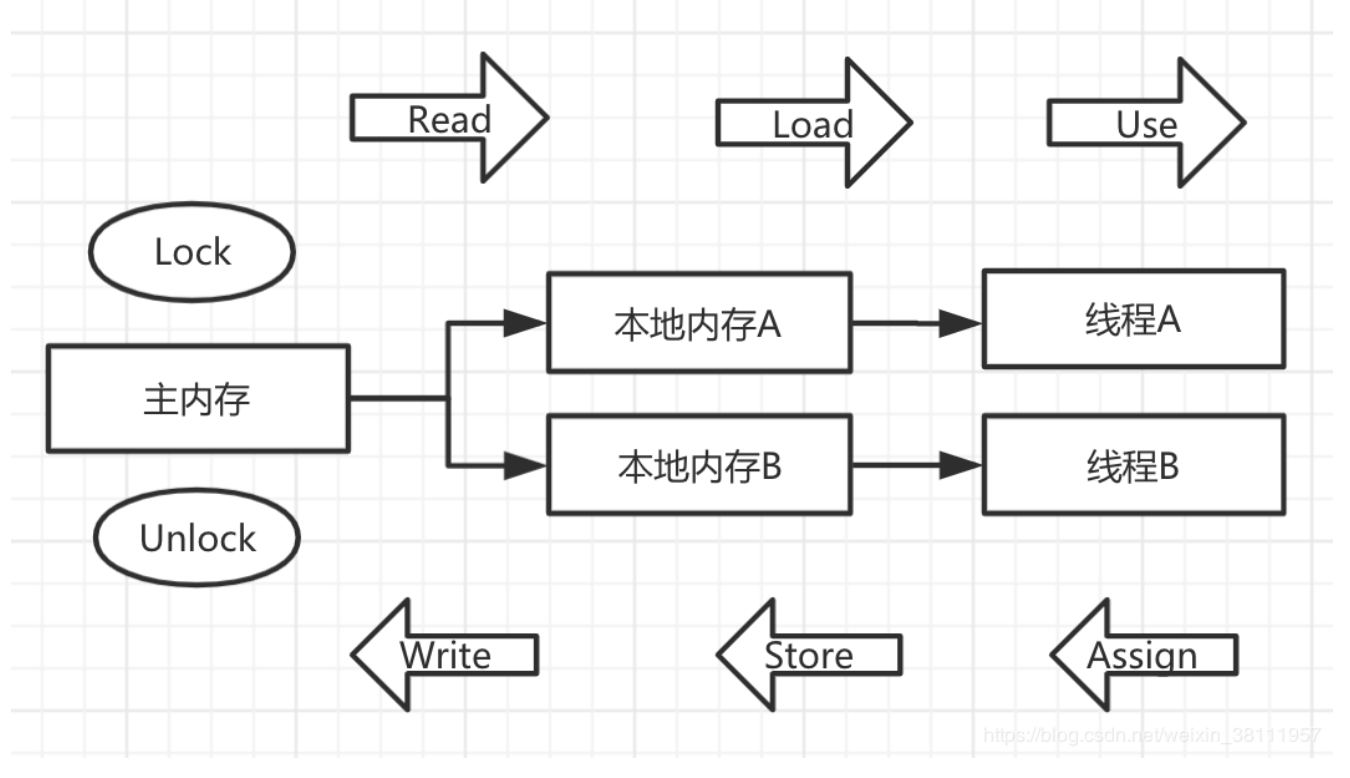 Read
Load
Use
Lock
本地内存A
线程A
主内存
本地内存B
线程B
Unlock
Write
Store
Assign
https://blog.csdn.net/weixin_38111957